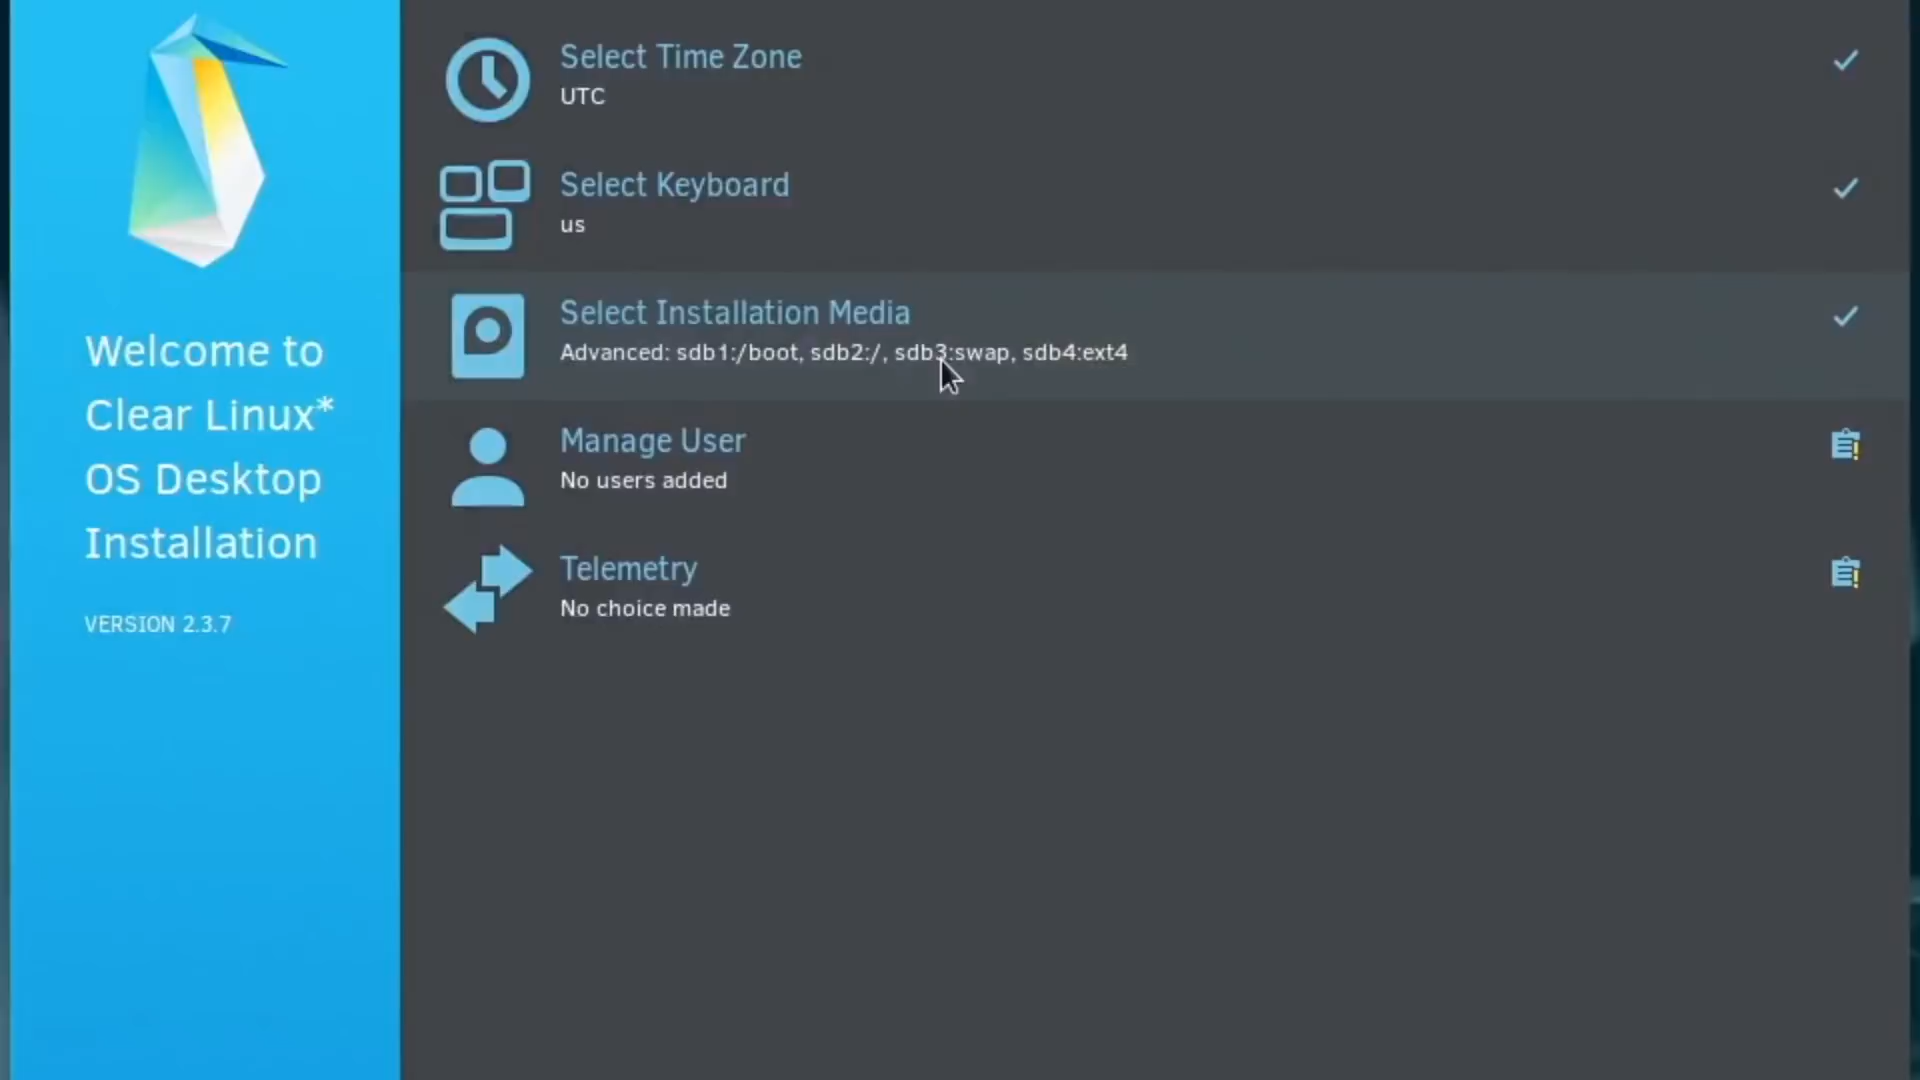 Welcome to
Clear Linux*
OS Desktop
Installation
VERSION 2.3.7
Select Time Zone
UTC
Select Keyboard
us
Select Installation Media
Advanced: sdb1:/boot, sdb2:/, sdb3:swap, sdb4:ext4
Manage User
No users added
Telemetry
No choice made